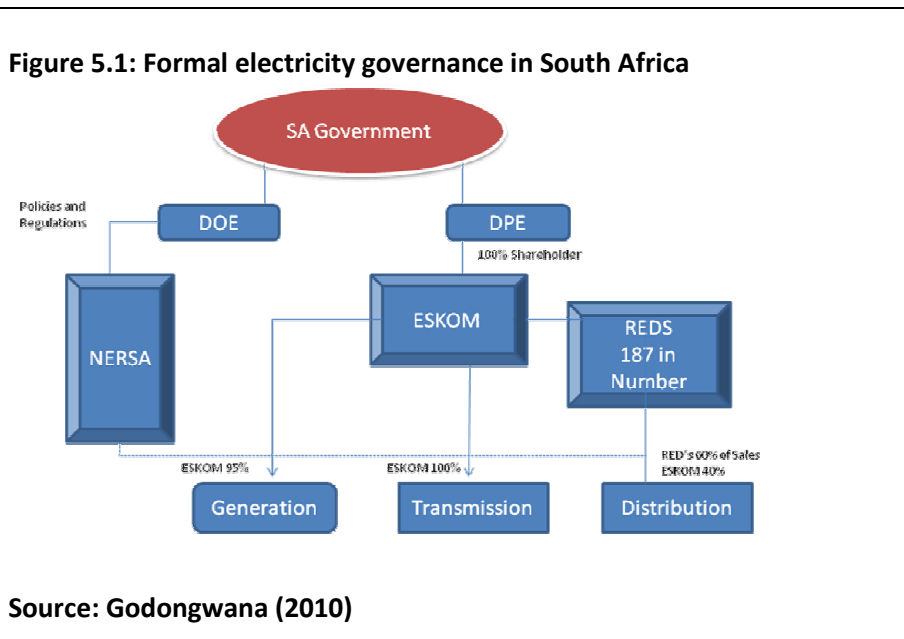 Figure 5.1: Formal electricity governance in South Africa
SA Government
Policies and
Regulations
DOE
DPE
100% Shareholder
NERSA
ESKOM
REDS
187 in
Number
ESKOM 95%
ESKOM 100%
RED's 60% of Sales
ESKOM 40%
Generation
Transmission
Distribution
Source: Godongwana (2010)